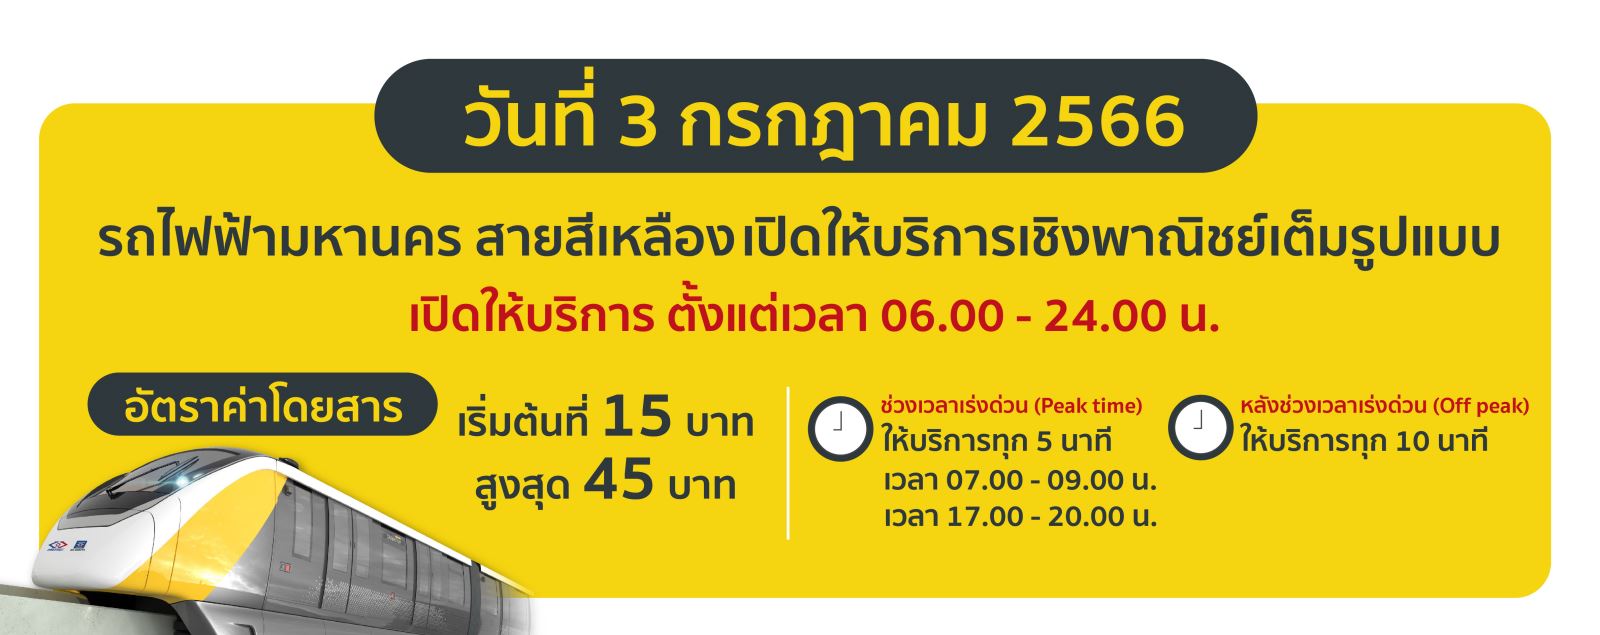 วันที่ 3 กรกฎาคม 2566
รถไฟฟ้ามหานคร สายสีเหลือง เปิดให้บริการเชิงพาณิชย์เต็มรูปแบบ
เปิดให้บริการ ตั้งแต่เวลา 06.00 - 24.00 น.
อัตราค่าโดยสาร
เริ่มต้นที่ 15 บาท
สูงสุด 45 บาท
ช่วงเวลาเร่งด่วน (Peak time)
ให้บริการทุก 5 นาที
เวลา 07.00 - 09.00 น.
เวลา 17.00 - 20.00 น.
หลังช่วงเวลาเร่งด่วน (Off peak)
ให้บริการทุก 10 นาที